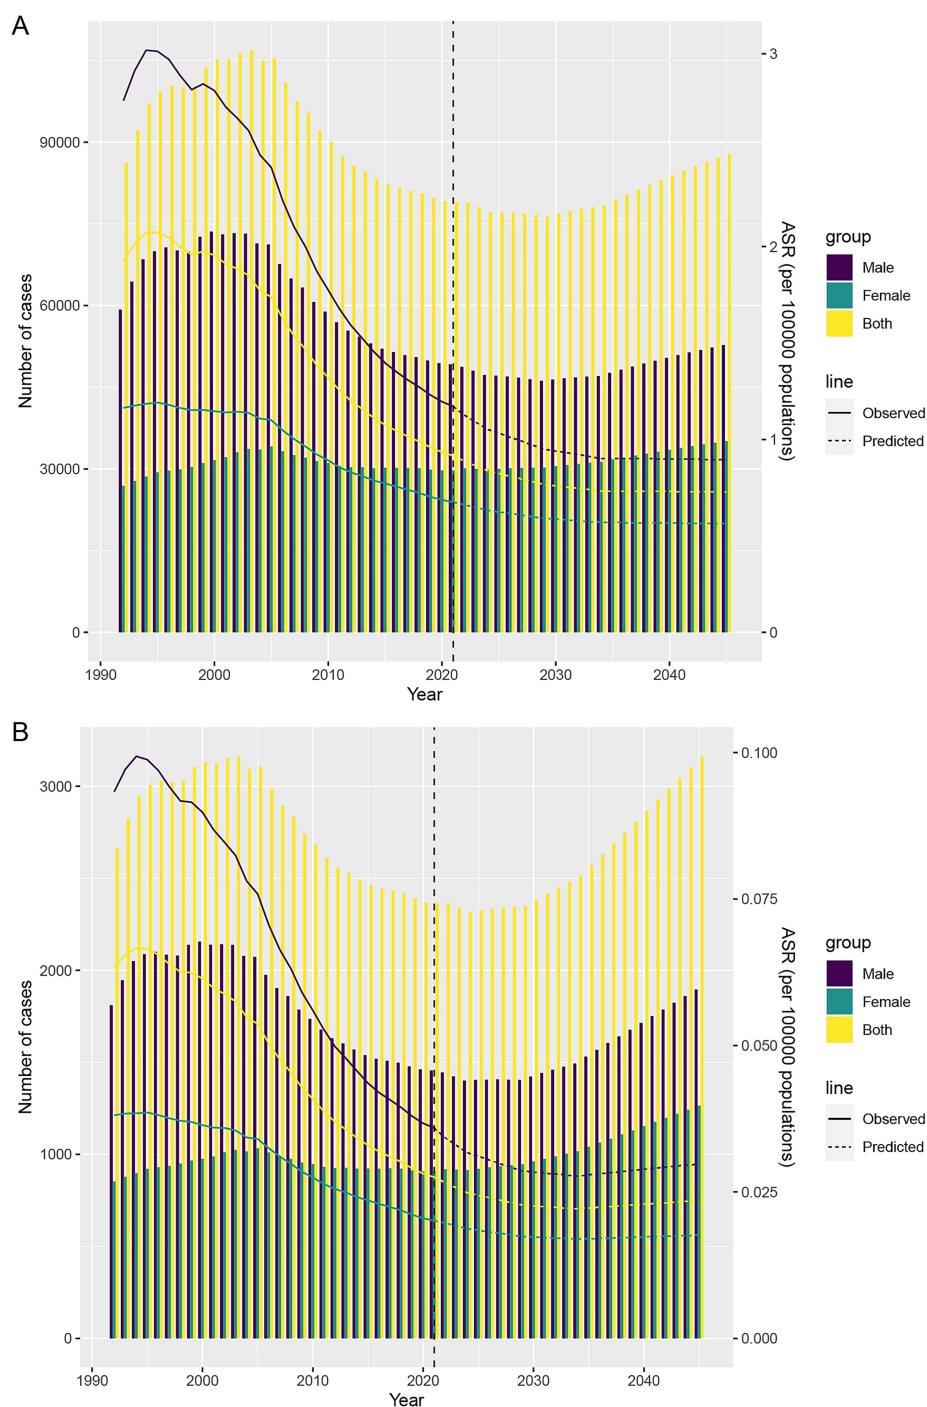 A
Number of cases
90000
60000
30000
0
3
2
1
0
ASR (per 100000 populations)
1990
2000
2010
2020
2030
2040
Year
group
Male
Female
Both
line
Observed
Predicted
B
Number of cases
3000
2000
1000
0
0.100
0.075
0.050
0.025
0.000
ASR (per 100000 populations)
1990
2000
2010
2020
2030
2040
Year
group
Male
Female
Both
line
Observed
Predicted